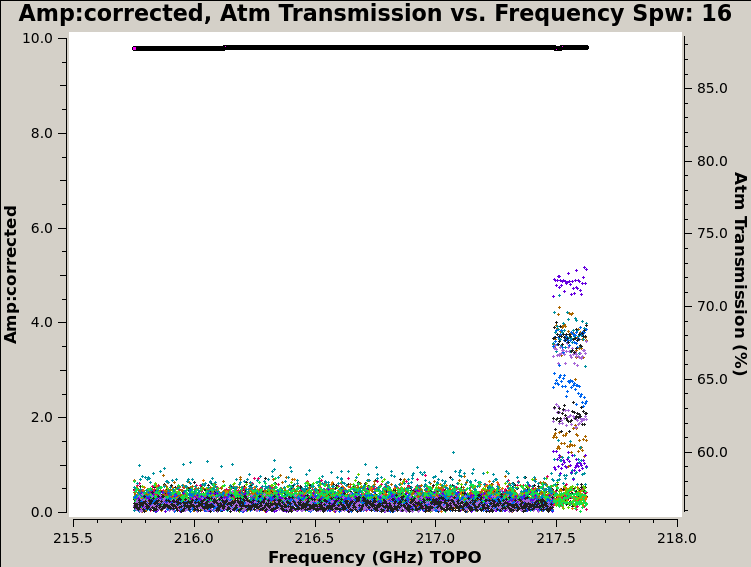 Amp:corrected, Atm Transmission vs. Frequency Spw: 16
10.0
8.0
6.0
4.0
2.0
0.0
Amp:corrected
85.0
80.0
75.0
70.0
65.0
60.0
Atm Transmission (%)
215.5 216.0 216.5 217.0 217.5 218.0
Frequency (GHz) TOPO